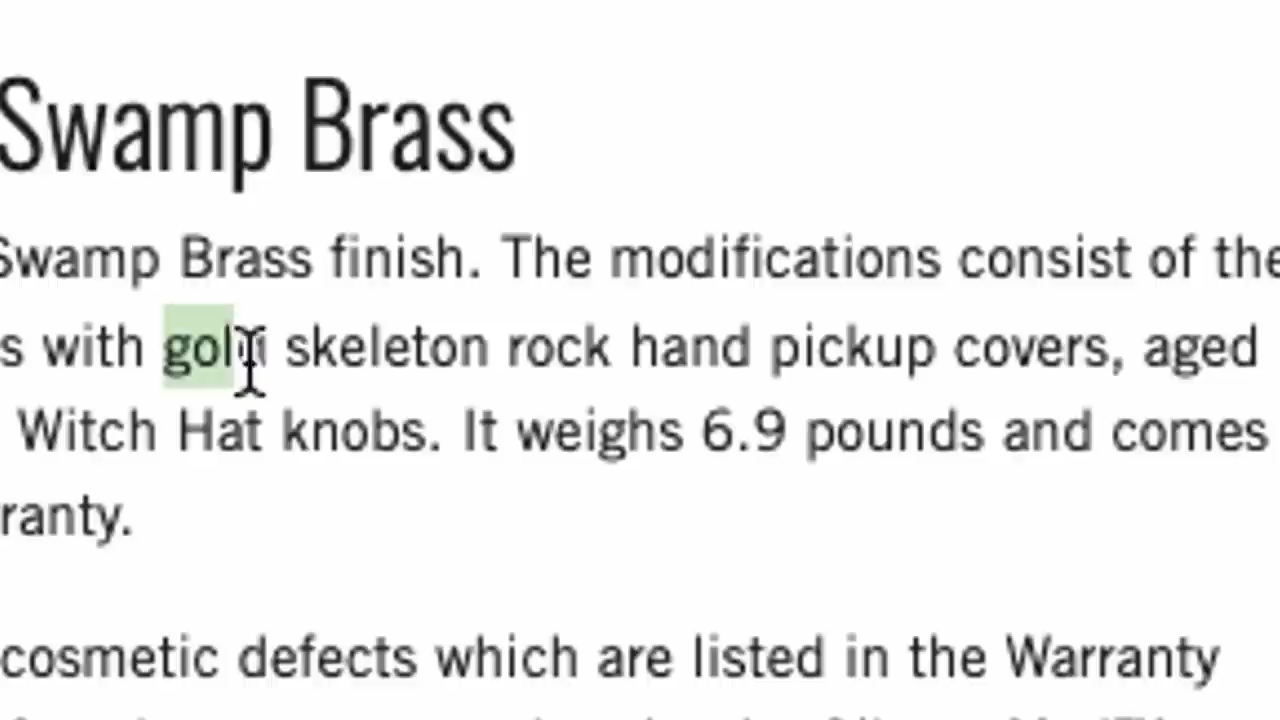 Swamp Brass
Swamp Brass finish. The modifications consist of the
s with gold skeleton rock hand pickup covers, aged
Witch Hat knobs. It weighs 6.9 pounds and comes
ranty.
cosmetic defects which are listed in the Warranty